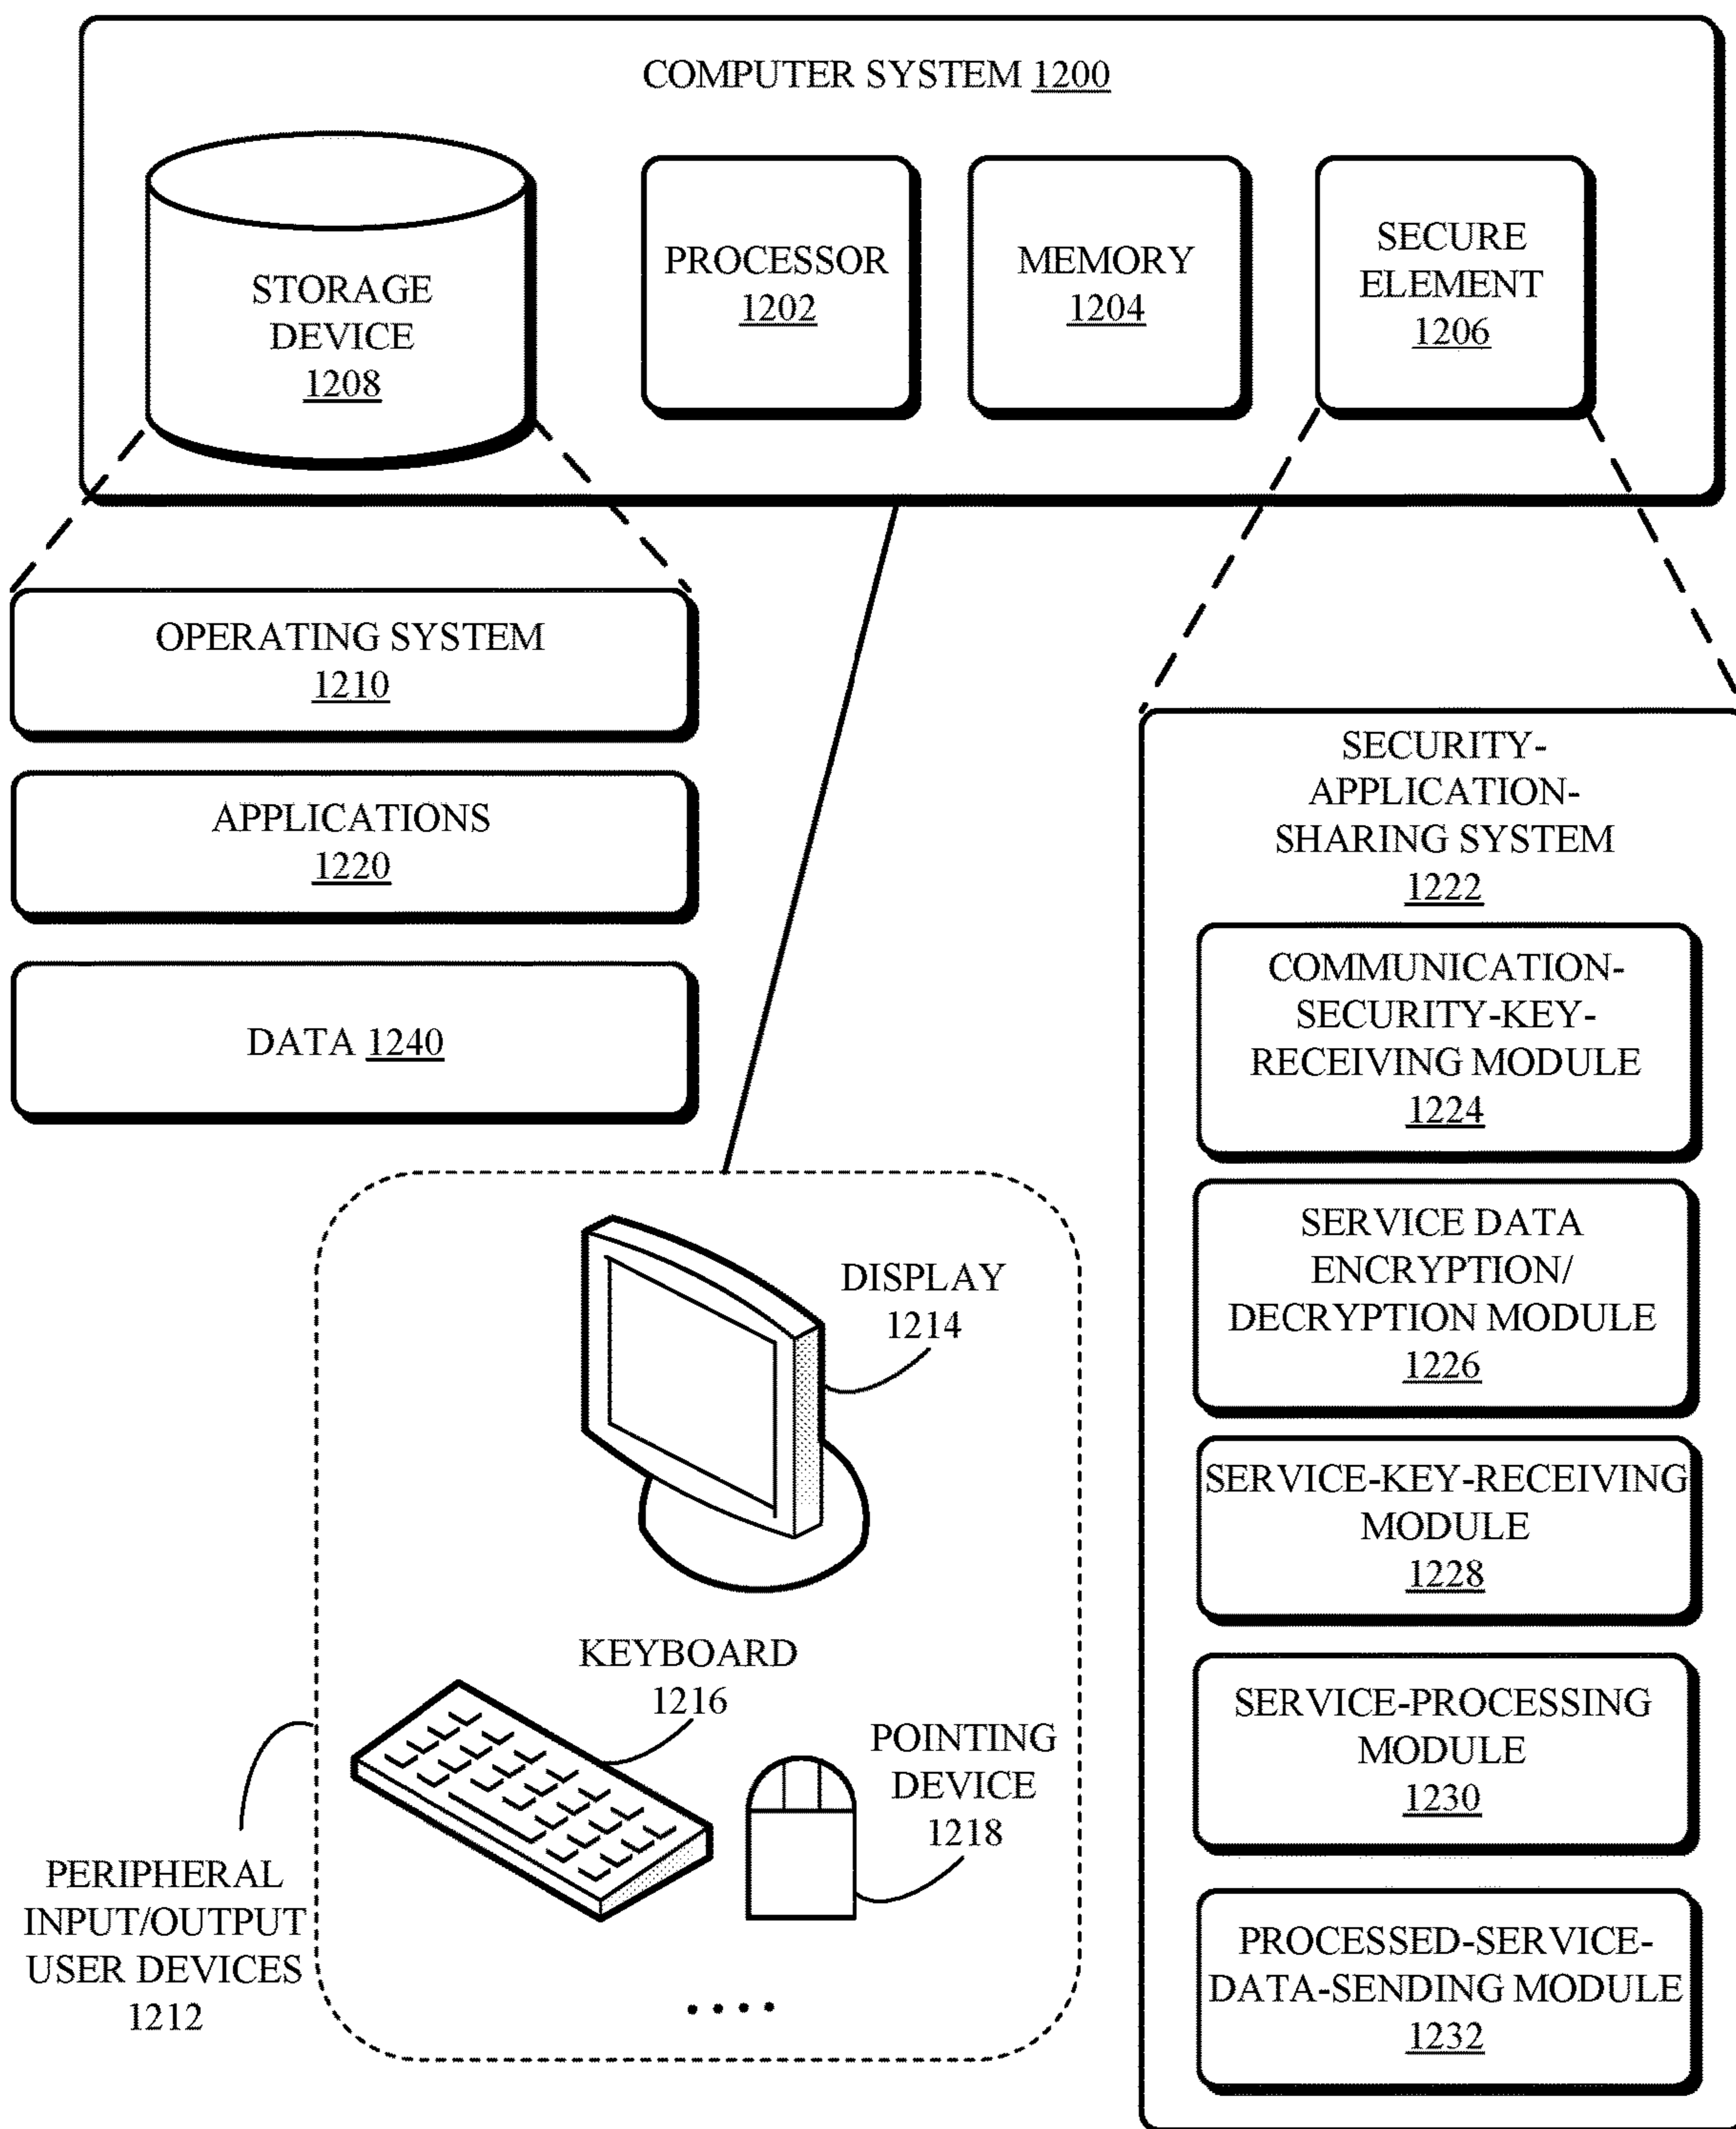 COMPUTER SYSTEM 1200
STORAGE
DEVICE
1208
PROCESSOR
1202
MEMORY
1204
SECURE
ELEMENT
1206
OPERATING SYSTEM
1210
APPLICATIONS
1220
DATA 1240
SECURITY-
APPLICATION-
SHARING SYSTEM
1222
COMMUNICATION-
SECURITY-KEY-
RECEIVING MODULE
1224
SERVICE DATA
ENCRYPTION/
DECRYPTION MODULE
1226
SERVICE-KEY-RECEIVING
MODULE
1228
SERVICE-PROCESSING
MODULE
1230
PROCESSED-SERVICE-
DATA-SENDING MODULE
1232
DISPLAY
1214
KEYBOARD
1216
POINTING
DEVICE
1218
PERIPHERAL
INPUT/OUTPUT
USER DEVICES
1212
....